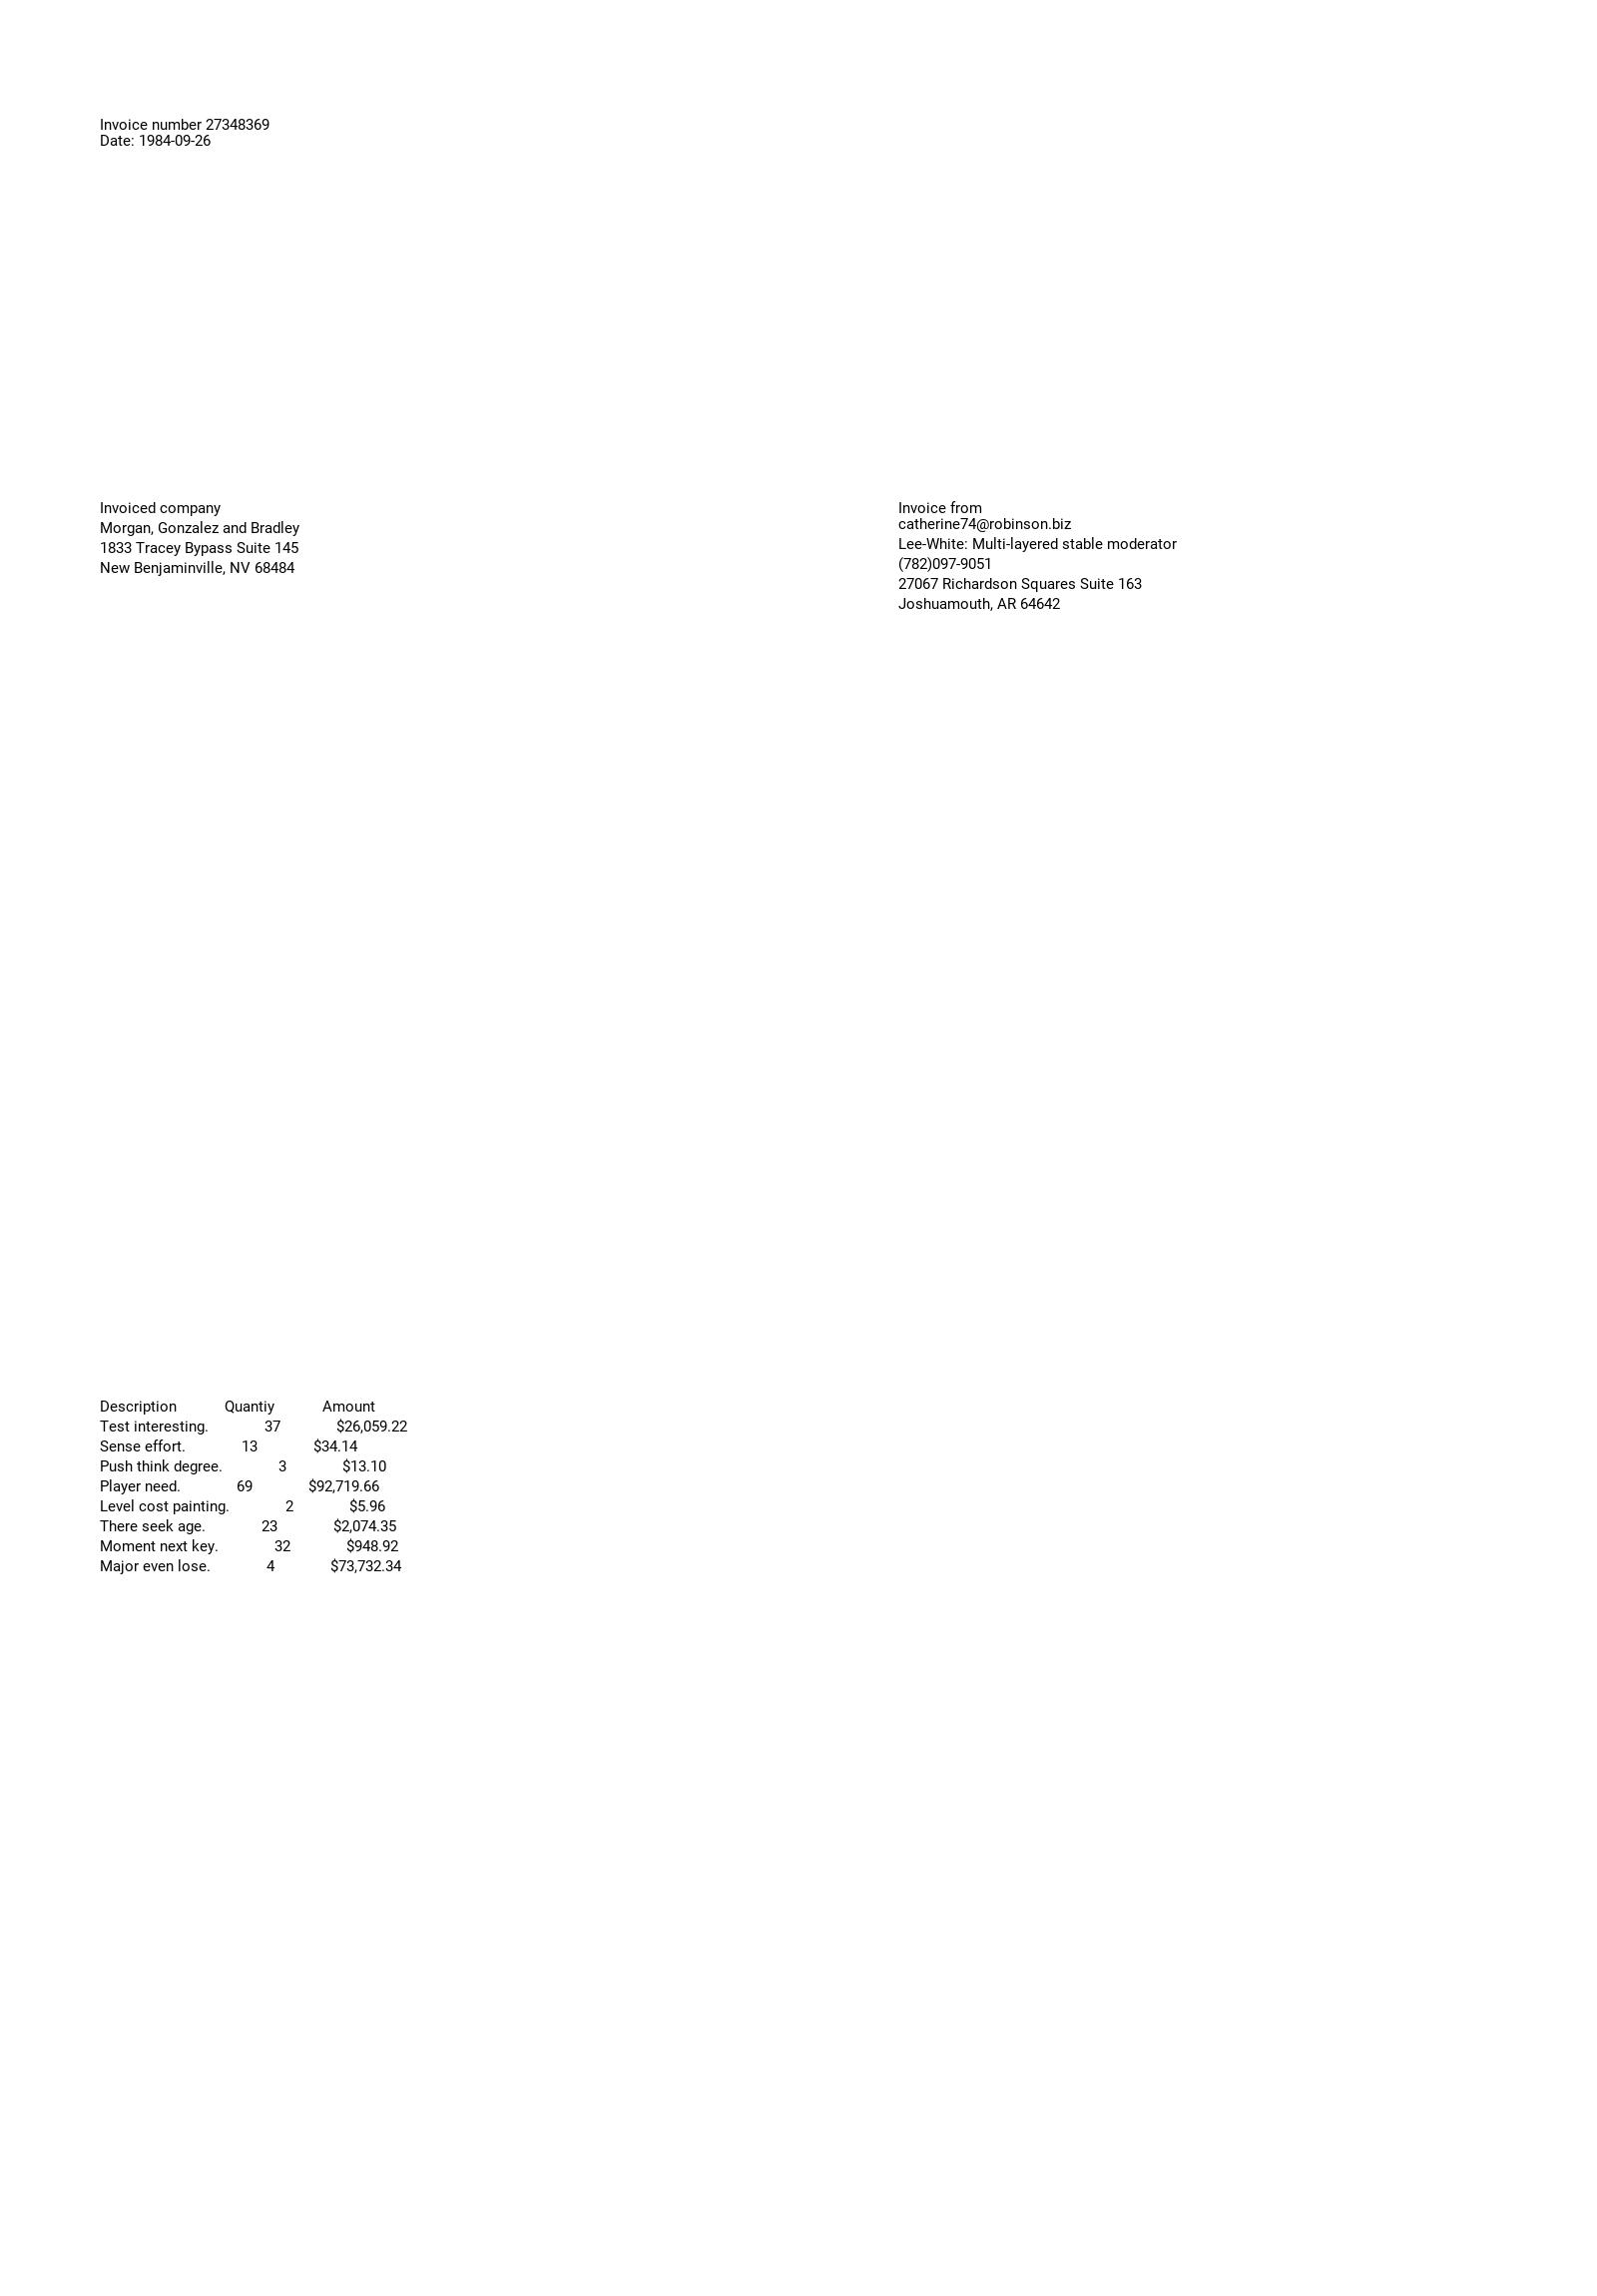 Invoice number 27348369
Date: 1984-09-26
Invoiced company
Morgan, Gonzalez and Bradley
1833 Tracey Bypass Suite 145
New Benjaminville, NV 68484
Invoice from
catherine74@robinson.biz
Lee-White: Multi-layered stable moderator
(782)097-9051
27067 Richardson Squares Suite 163
Joshuamouth, AR 64642
Description Quantiy Amount
Test interesting. 37 $26,059.22
Sense effort. 13 $34.14
Push think degree. 3 $13.10
Player need. 69 $92,719.66
Level cost painting. 2 $5.96
There seek age. 23 $2,074.35
Moment next key. 32 $948.92
Major even lose. 4 $73,732.34